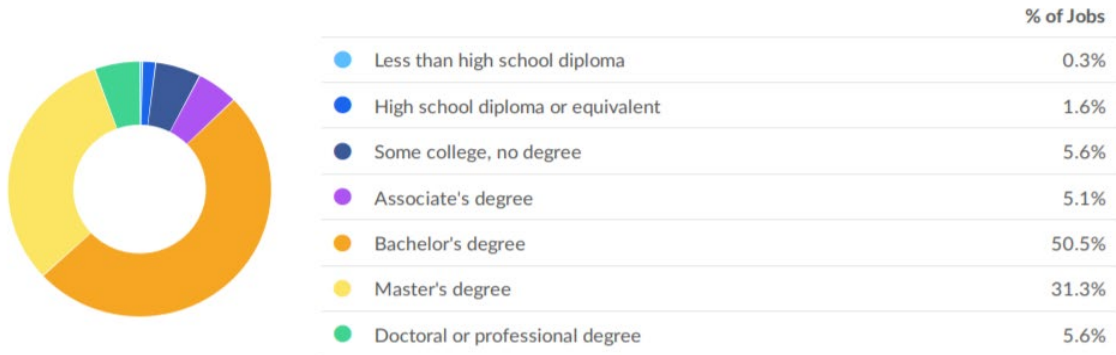 % of Jobs
Less than high school diploma 0.3%
High school diploma or equivalent 1.6%
Some college, no degree 5.6%
Associate's degree 5.1%
Bachelor's degree 50.5%
Master's degree 31.3%
Doctoral or professional degree 5.6%